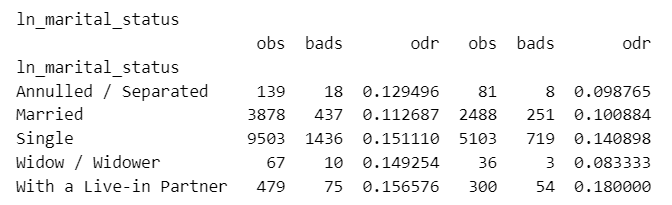 ln_marital_status
obs bads odr obs bads odr
ln_marital_status
Annulled / Separated 139 18 0.129496 81 8 0.098765
Married 3878 437 0.112687 2488 251 0.100884
Single 9503 1436 0.151110 5103 719 0.140898
Widow / Widower 67 10 0.149254 36 3 0.083333
With a Live-in Partner 479 75 0.156576 300 54 0.180000